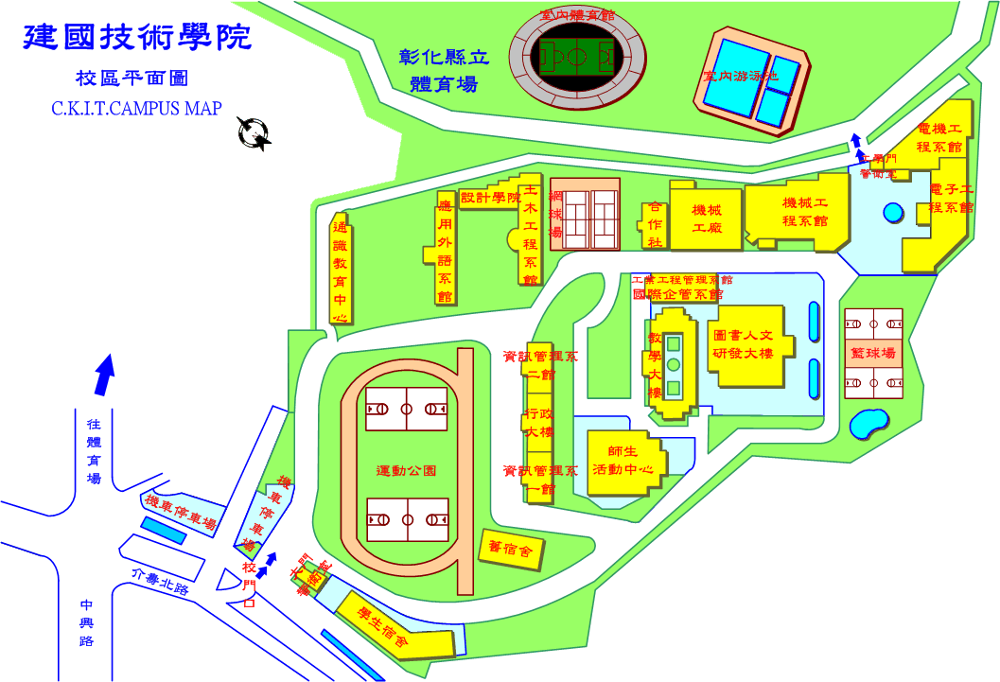 建國技術學院
校區平面圖
C.K.I.T.CAMPUS MAP
彰化縣立
體育場
室內體育館
室內游泳池
電機工
程系館
工學門
警衛室
電子工
程系館
機械工
程系館
機械
工廠
合作社
網球場
土木工程系館
設計學院
應用外語系館
通識教育中心
工業工程管理系館
國際企管系館
教學大樓
圖書人文
研發大樓
籃球場
資訊管理系
二館
行政
大樓
資訊管理系
一館
師生
活動中心
運動公園
舊宿舍
往體育場
機車停車場
機車停車場
介壽北路
中興路
校門口
大門
警衛室
學生宿舍